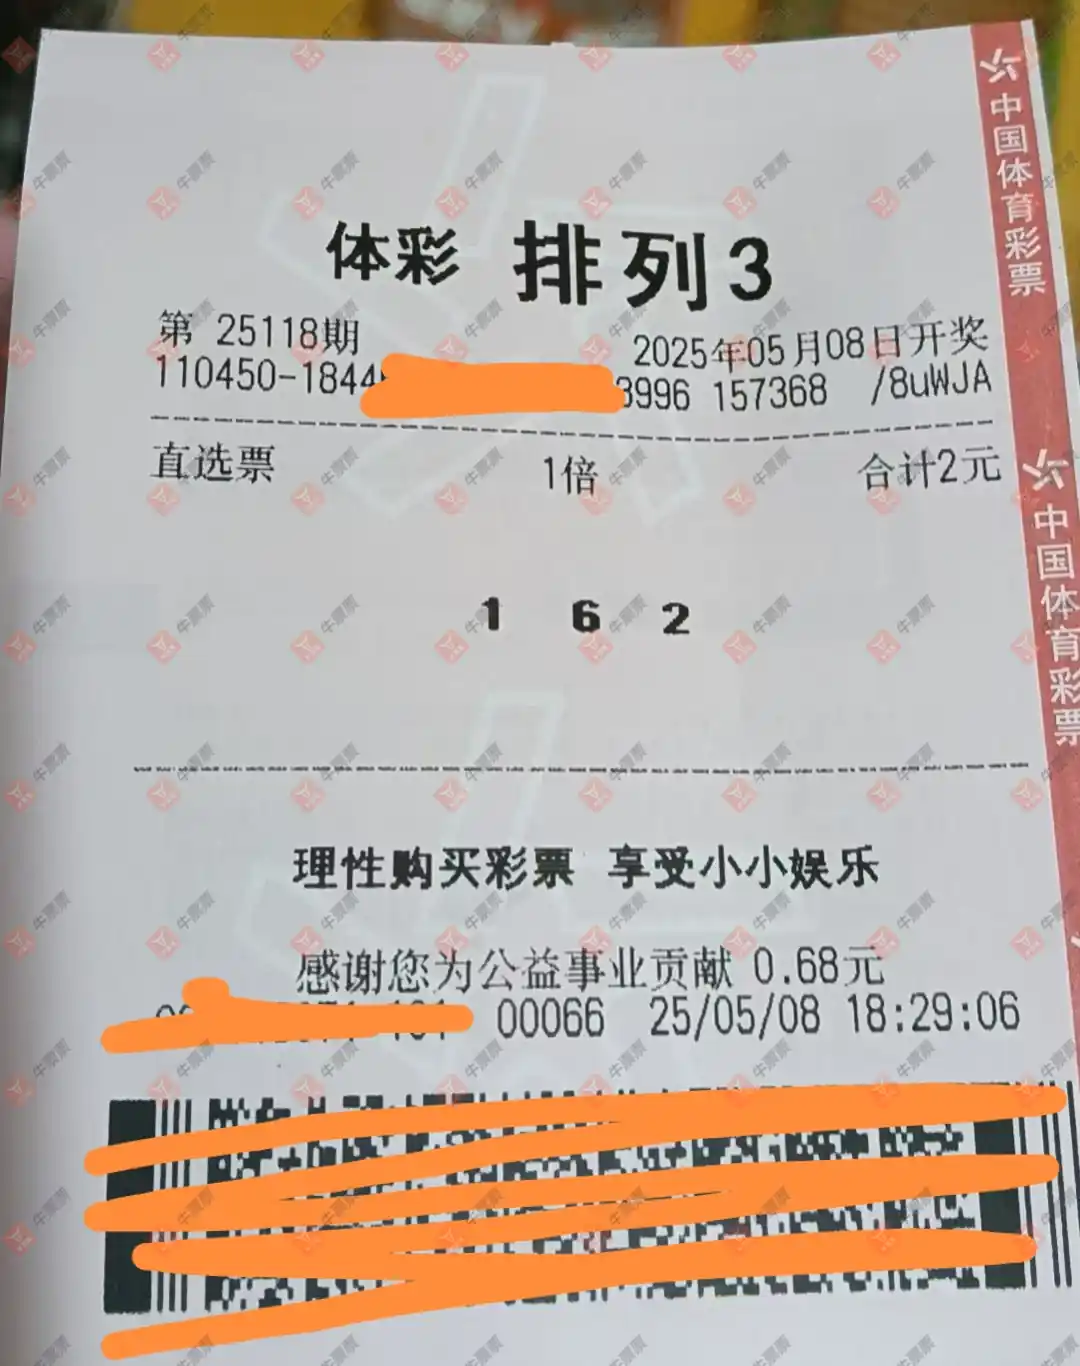 体彩 排列3
第 25118期 2025年05月08日开奖
110450-1844 3996 157368 /8uWJA
直选票 1倍 合计2元
1 6 2
理性购买彩票 享受小小娱乐
感谢您为公益事业贡献 0.68元
00066 25/05/08 18:29:06
中国体育彩票
中国体育彩票
牛票票